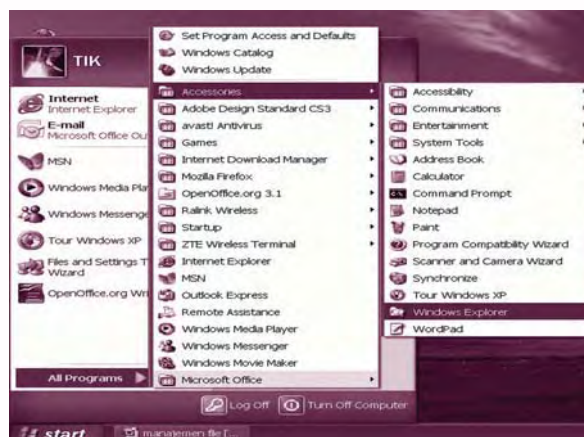 TIK
Internet
Internet Explorer
E-mail
Microsoft Office Ou
MSN
Windows Media Pla
Windows Messenge
Tour Windows XP
Files and Settings T
Wizard
OpenOffice.org Wri
All Programs
Set Program Access and Defaults
Windows Catalog
Windows Update
Accessories
Adobe Design Standard CS3
avast! Antivirus
Games
Internet Download Manager
Mozilla Firefox
OpenOffice.org 3.1
Ralink Wireless
Startup
ZTE Wireless Terminal
Internet Explorer
MSN
Outlook Express
Remote Assistance
Windows Media Player
Windows Messenger
Windows Movie Maker
Microsoft Office
Accessibility
Communications
Entertainment
System Tools
Address Book
Calculator
Command Prompt
Notepad
Paint
Program Compatibility Wizard
Scanner and Camera Wizard
Synchronize
Tour Windows XP
Windows Explorer
WordPad
Log Off
Turn Off Computer
start
manajemen file [...